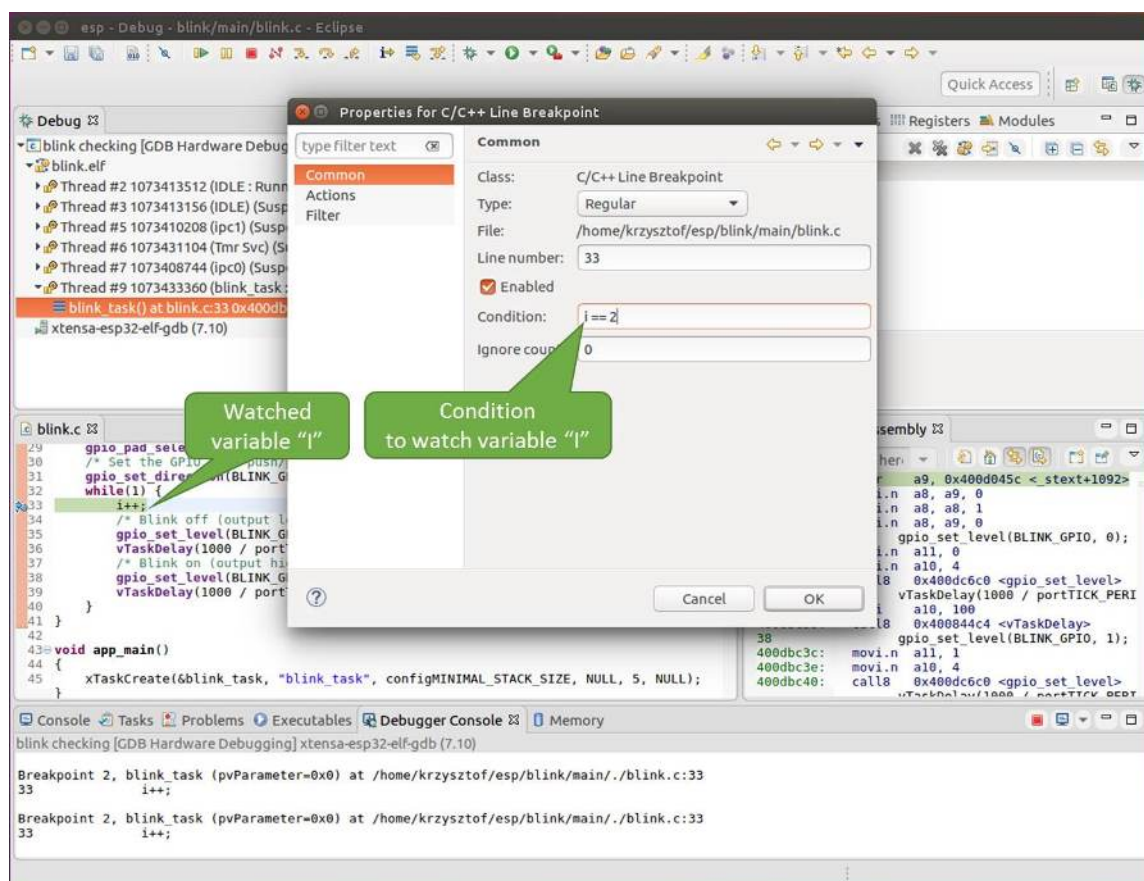 esp - Debug - blink/main/blink.c - Eclipse
Quick Access
Debug
Registers Modules
blink checking [GDB Hardware Debug
blink.elf
Thread #2 1073413512 (IDLE : Runn
Thread #3 1073413156 (IDLE) (Susp
Thread #5 1073410208 (ipc1) (Susp
Thread #6 1073431104 (Tmr Svc) (S
Thread #7 1073408744 (ipc0) (Susp
Thread #9 1073433360 (blink_task :
blink_task() at blink.c:33 0x400db
xtensa-esp32-elf-gdb (7.10)
Properties for C/C++ Line Breakpoint
type filter text
Common
Actions
Filter
Common
Class: C/C++ Line Breakpoint
Type: Regular
File: /home/krzysztof/esp/blink/main/blink.c
Line number: 33
Enabled
Condition: i == 2
Ignore coun 0
Cancel OK
Watched
variable “I”
Condition
to watch variable “I”
blink.c
29 gpio_pad_sele
30 /* Set the GPIO push/
31 gpio_set_dire n(BLINK_G
32 while(1) {
33 i++;
34 /* Blink off (output l
35 gpio_set_level(BLINK_G
36 vTaskDelay(1000 / port
37 /* Blink on (output hi
38 gpio_set_level(BLINK_G
39 vTaskDelay(1000 / port
40 }
41 }
42
43 void app_main()
44 {
45 xTaskCreate(&blink_task, "blink_task", configMINIMAL_STACK_SIZE, NULL, 5, NULL);
}
sembly
her
r a9, 0x400d045c <_stext+1092>
i.n a8, a9, 0
i.n a8, a8, 1
i.n a8, a9, 0
gpio_set_level(BLINK_GPIO, 0);
i.n a11, 0
i.n a10, 4
l8 0x400dc6c0 <gpio_set_level>
vTaskDelay(1000 / portTICK_PERI
i a10, 100
l8 0x400844c4 <vTaskDelay>
38 gpio_set_level(BLINK_GPIO, 1);
400dbc3c: movi.n a11, 1
400dbc3e: movi.n a10, 4
400dbc40: call8 0x400dc6c0 <gpio_set_level>
vTaskDelay(1000 / portTICK_PERI
Console Tasks Problems Executables Debugger Console Memory
blink checking [GDB Hardware Debugging] xtensa-esp32-elf-gdb (7.10)
Breakpoint 2, blink_task (pvParameter=0x0) at /home/krzysztof/esp/blink/main/./blink.c:33
33 i++;
Breakpoint 2, blink_task (pvParameter=0x0) at /home/krzysztof/esp/blink/main/./blink.c:33
33 i++;